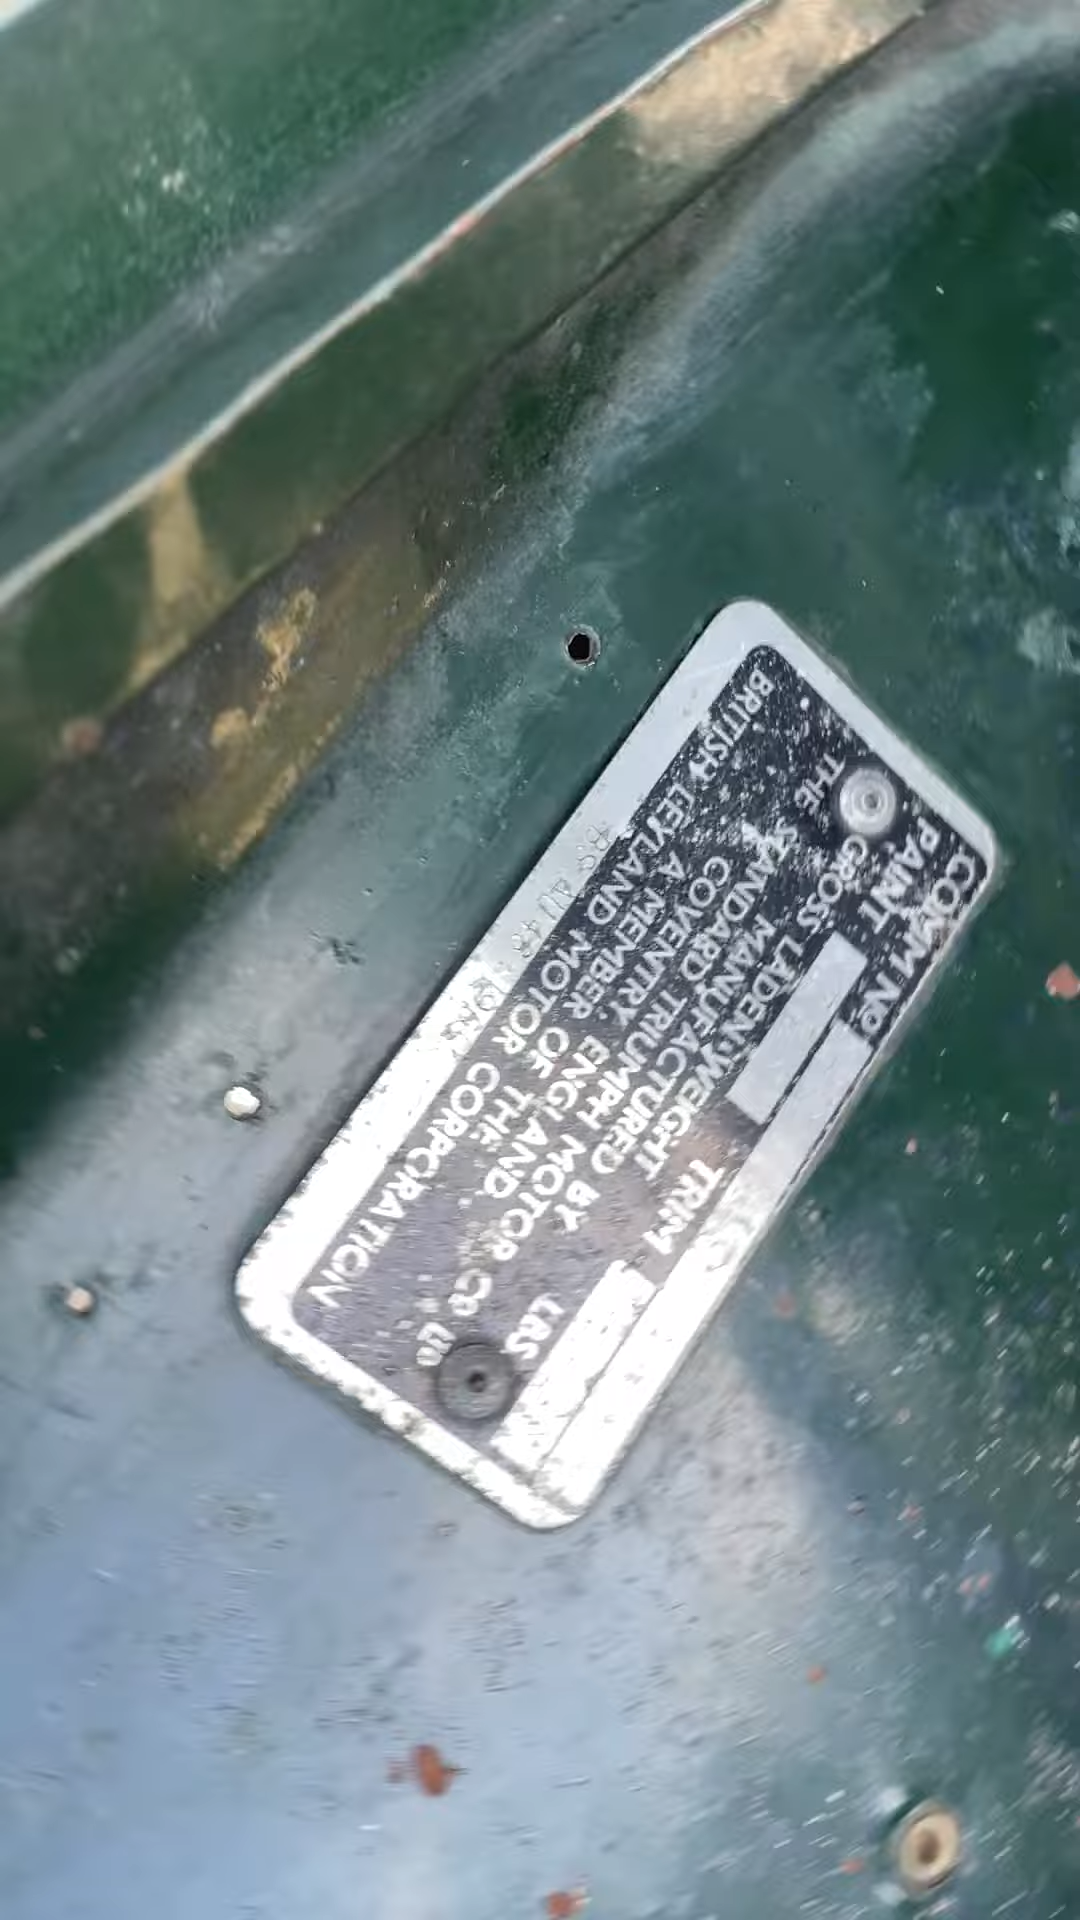 COMM No
PAINT TRIM
GROSS LADEN WEIGHT LBS
THE STANDARD MANUFACTURED BY
COVENTRY TRIUMPH MOTOR CO LTD
ENGLAND
A MEMBER OF THE
BRITISH LEYLAND MOTOR CORPORATION